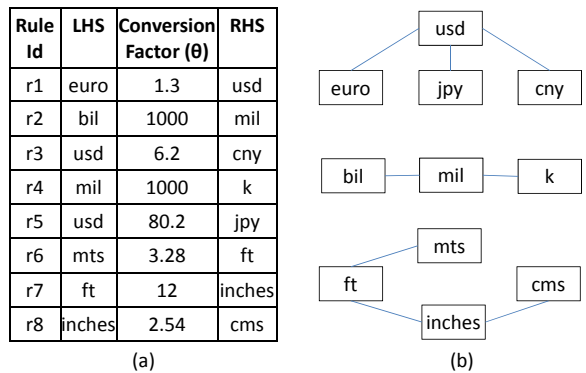 Rule Id LHS Conversion Factor (θ) RHS
r1 euro 1.3 usd
r2 bil 1000 mil
r3 usd 6.2 cny
r4 mil 1000 k
r5 usd 80.2 jpy
r6 mts 3.28 ft
r7 ft 12 inches
r8 inches 2.54 cms
(a)
usd
euro jpy cny
bil mil k
mts
ft cms
inches
(b)